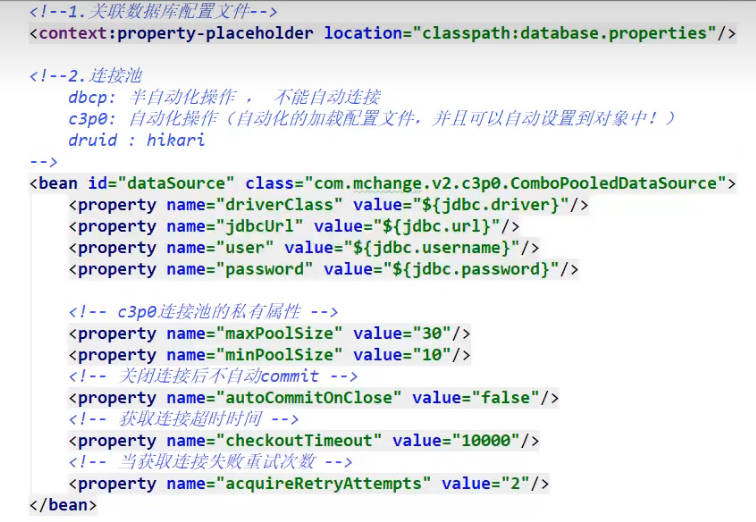 <!--1.关联数据库配置文件-->
<context:property-placeholder location="classpath:database.properties"/>
<!--2.连接池
dbcp: 半自动化操作 , 不能自动连接
c3p0: 自动化操作（自动化的加载配置文件，并且可以自动设置到对象中！）
druid : hikari
-->
<bean id="dataSource" class="com.mchange.v2.c3p0.ComboPooledDataSource">
<property name="driverClass" value="${jdbc.driver}"/>
<property name="jdbcUrl" value="${jdbc.url}"/>
<property name="user" value="${jdbc.username}"/>
<property name="password" value="${jdbc.password}"/>
<!-- c3p0连接池的私有属性 -->
<property name="maxPoolSize" value="30"/>
<property name="minPoolSize" value="10"/>
<!-- 关闭连接后不自动commit -->
<property name="autoCommitOnClose" value="false"/>
<!-- 获取连接超时时间 -->
<property name="checkoutTimeout" value="10000"/>
<!-- 当获取连接失败重试次数 -->
<property name="acquireRetryAttempts" value="2"/>
</bean>